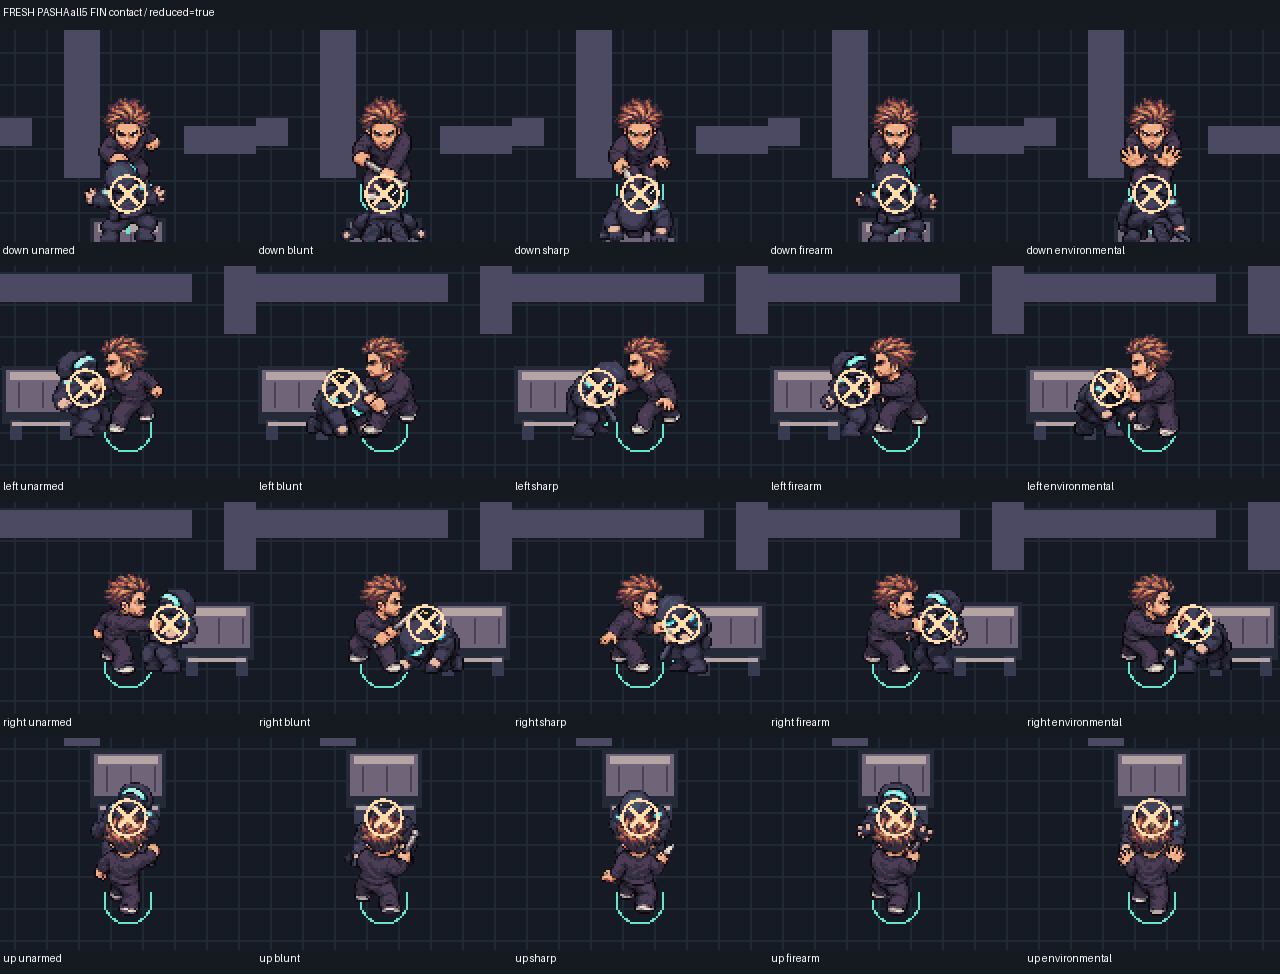 FRESH PASHA all5 FIN contact / reduced=true
down unarmed
down blunt
down sharp
down firearm
down environmental
left unarmed
left blunt
left sharp
left firearm
left environmental
right unarmed
right blunt
right sharp
right firearm
right environmental
up unarmed
up blunt
up sharp
up firearm
up environmental